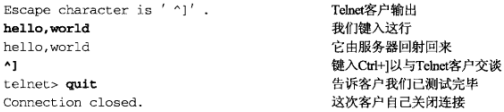 Escape character is ' ^]' . Telnet客户输出
hello,world 我们键入这行
hello,world 它由服务器回射回来
^] 键入Ctrl+]以与Telnet客户交谈
telnet> quit 告诉客户我们已测试完毕
Connection closed. 这次客户自己关闭连接